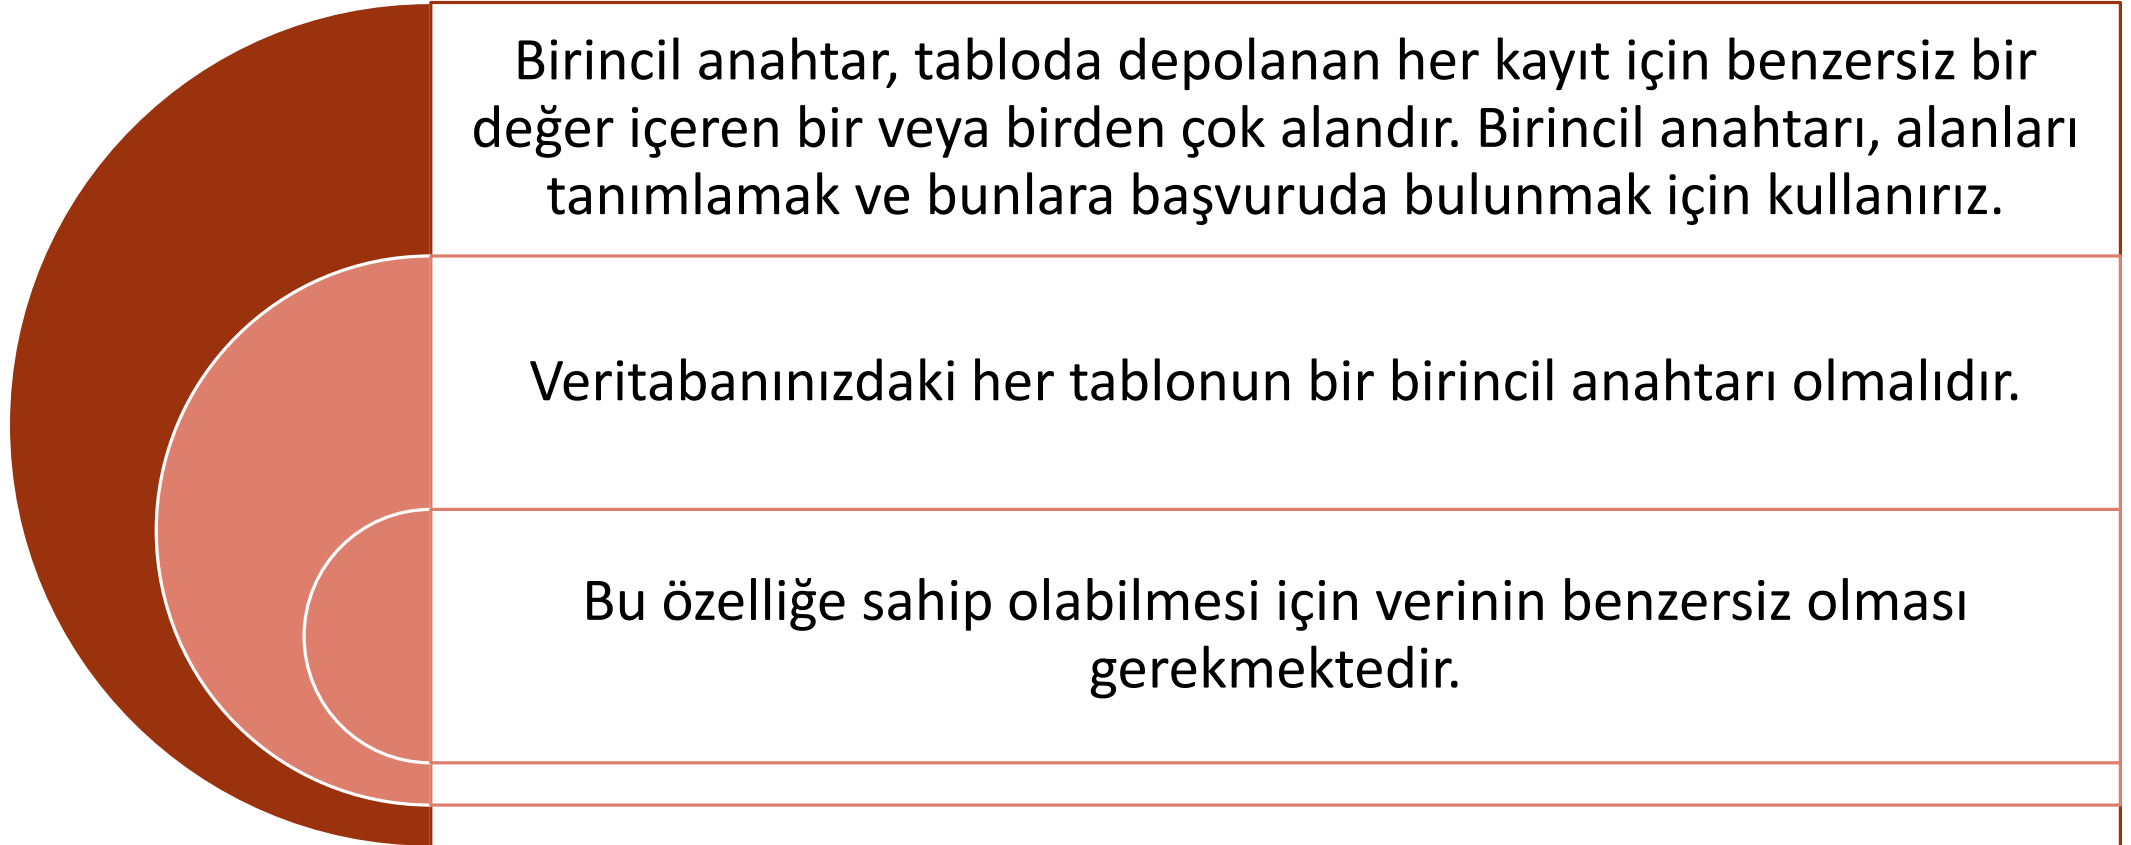 Birincil anahtar, tabloda depolanan her kayıt için benzersiz bir
değer içeren bir veya birden çok alandır. Birincil anahtarı, alanları
tanımlamak ve bunlara başvuruda bulunmak için kullanırız.
Veritabanınızdaki her tablonun bir birincil anahtarı olmalıdır.
Bu özelliğe sahip olabilmesi için verinin benzersiz olması
gerekmektedir.